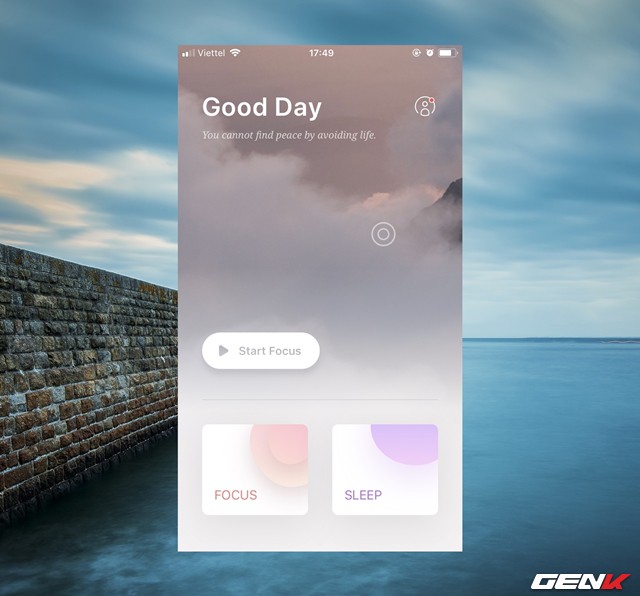 Viettel 17:49
Good Day
You cannot find peace by avoiding life.
Start Focus
FOCUS SLEEP
GENK